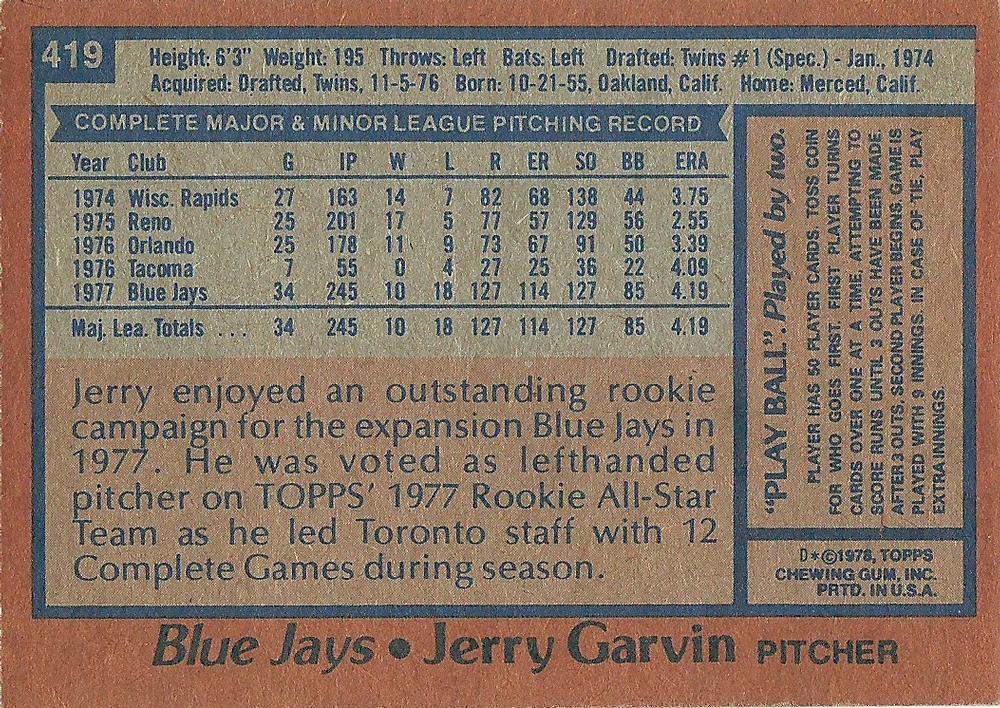 419
Height: 6'3" Weight: 195 Throws: Left Bats: Left Drafted: Twins #1 (Spec.) - Jan., 1974
Acquired: Drafted, Twins, 11-5-76 Born: 10-21-55, Oakland, Calif. Home: Merced, Calif.
COMPLETE MAJOR & MINOR LEAGUE PITCHING RECORD
Year Club G IP W L R ER SO BB ERA
1974 Wisc. Rapids 27 163 14 7 82 68 138 44 3.75
1975 Reno 25 201 17 5 77 57 129 56 2.55
1976 Orlando 25 178 11 9 73 67 91 50 3.39
1976 Tacoma 7 55 0 4 27 25 36 22 4.09
1977 Blue Jays 34 245 10 18 127 114 127 85 4.19
Maj. Lea. Totals . . . 34 245 10 18 127 114 127 85 4.19
Jerry enjoyed an outstanding rookie
campaign for the expansion Blue Jays in
1977. He was voted as lefthanded
pitcher on TOPPS' 1977 Rookie All-Star
Team as he led Toronto staff with 12
Complete Games during season.
"PLAY BALL". Played by two.
PLAYER HAS 50 PLAYER CARDS. TOSS COIN
FOR WHO GOES FIRST. FIRST PLAYER TURNS
CARDS OVER ONE AT A TIME, ATTEMPTING TO
SCORE RUNS UNTIL 3 OUTS HAVE BEEN MADE.
AFTER 3 OUTS SECOND PLAYER BEGINS. GAME IS
PLAYED WITH 9 INNINGS. IN CASE OF TIE, PLAY
EXTRA INNINGS.
D*©1978, TOPPS
CHEWING GUM, INC.
PRTD. IN U.S.A.
Blue Jays • Jerry Garvin PITCHER